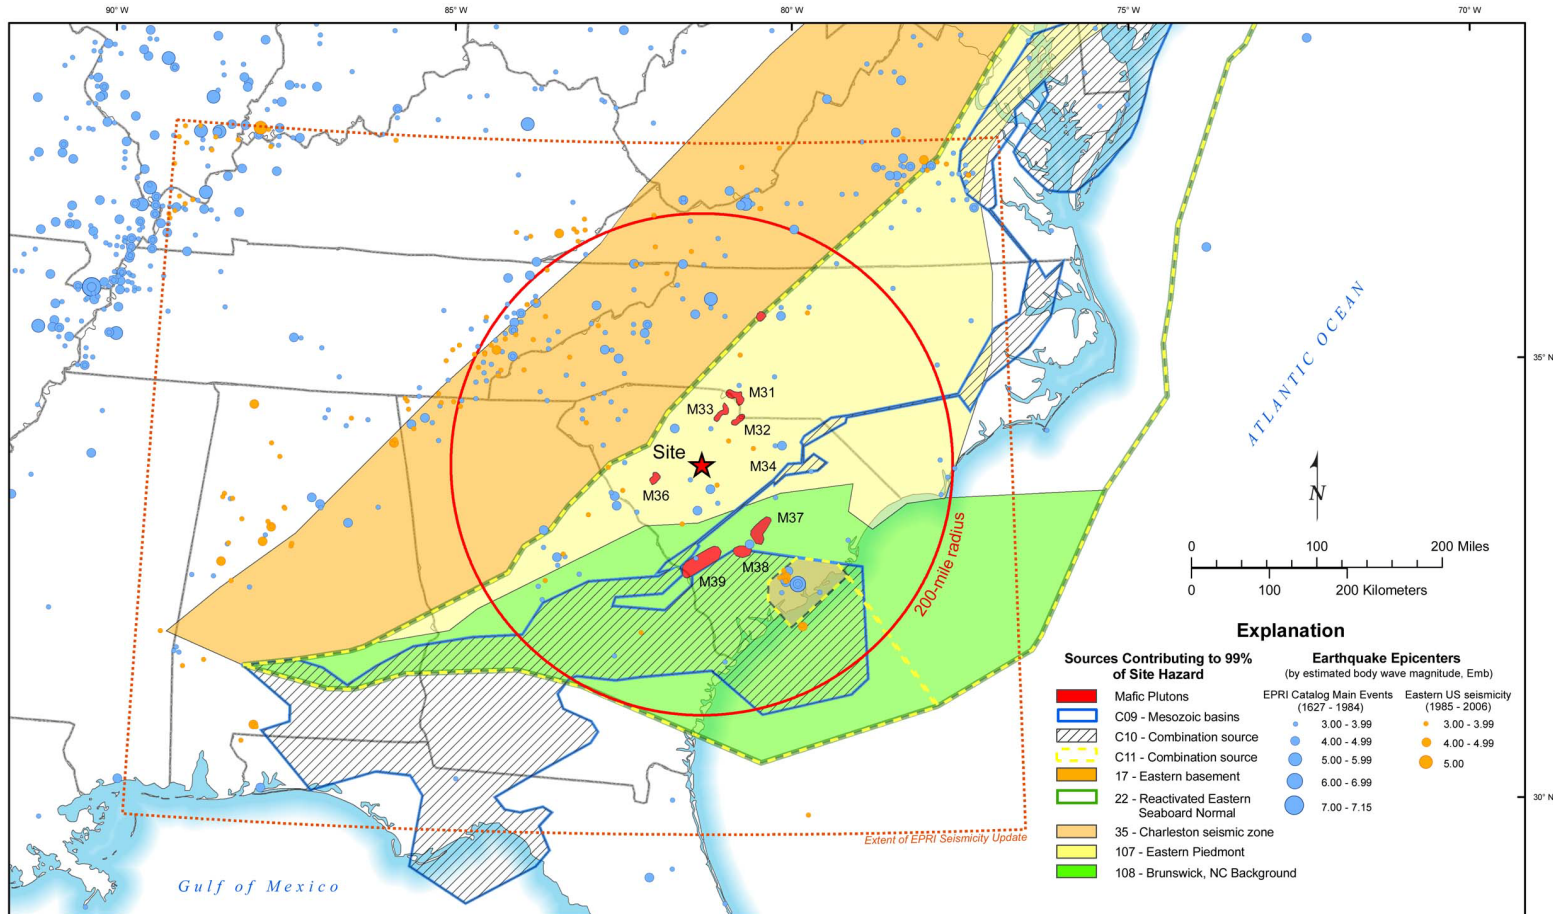 90° W
85° W
80° W
75° W
70° W
35° N
30° N
ATLANTIC OCEAN
M31
M33
M32
Site
M34
M36
M37
M38
M39
200-mile radius
N
0 100 200 Miles
0 100 200 Kilometers
Explanation
Sources Contributing to 99%
of Site Hazard
Mafic Plutons
C09 - Mesozoic basins
C10 - Combination source
C11 - Combination source
17 - Eastern basement
22 - Reactivated Eastern
Seaboard Normal
35 - Charleston seismic zone
107 - Eastern Piedmont
108 - Brunswick, NC Background
Earthquake Epicenters
(by estimated body wave magnitude, Emb)
EPRI Catalog Main Events
(1627 - 1984)
3.00 - 3.99
4.00 - 4.99
5.00 - 5.99
6.00 - 6.99
7.00 - 7.15
Eastern US seismicity
(1985 - 2006)
3.00 - 3.99
4.00 - 4.99
5.00
Extent of EPRI Seismicity Update
Gulf of Mexico